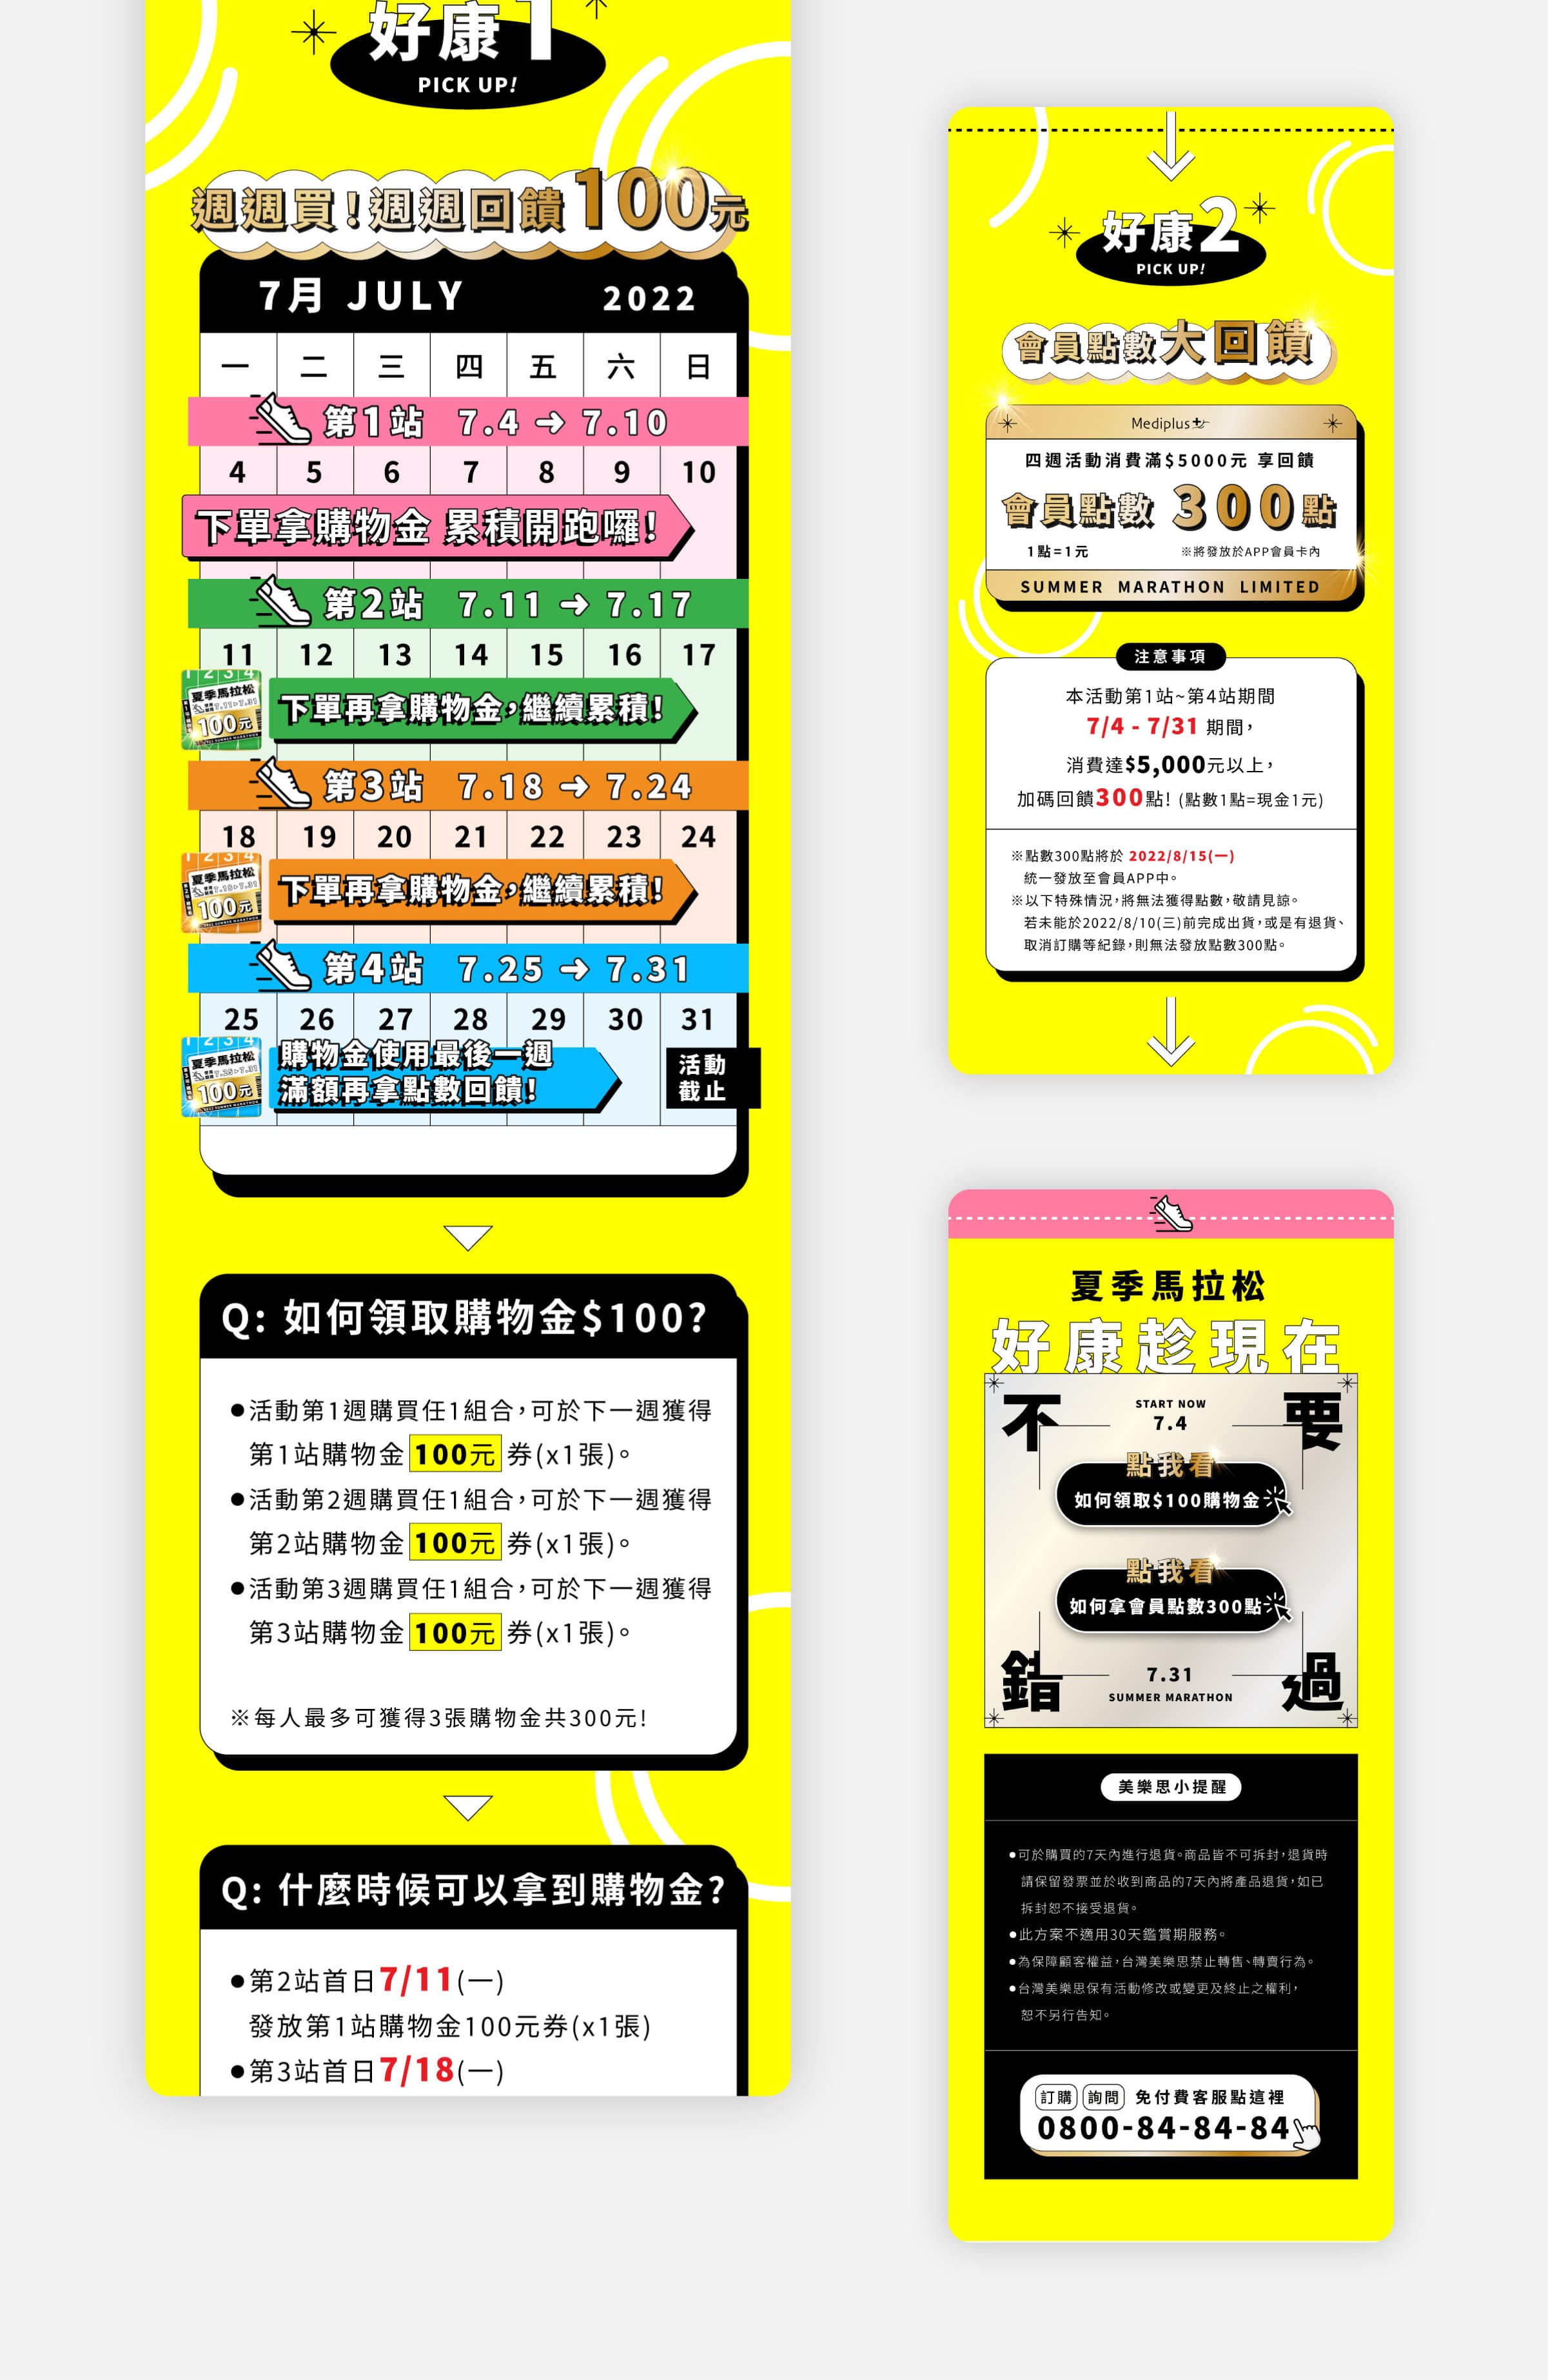 好康1
PICK UP!
週週買!週週回饋100元
7月 JULY 2022
一 二 三 四 五 六 日
第1站 7.4→7.10
4 5 6 7 8 9 10
下單拿購物金 累積開跑囉!
第2站 7.11→7.17
11 12 13 14 15 16 17
1 2 3 4
夏季馬拉松
7.11>7.31
100元
下單再拿購物金,繼續累積!
第3站 7.18→7.24
18 19 20 21 22 23 24
1 2 3 4
夏季馬拉松
7.18>7.31
100元
下單再拿購物金,繼續累積!
第4站 7.25→7.31
25 26 27 28 29 30 31
1 2 3 4
夏季馬拉松
7.25>7.31
100元
購物金使用最後一週
滿額再拿點數回饋!
活動
截止
Q: 如何領取購物金$100?
●活動第1週購買任1組合,可於下一週獲得
第1站購物金 100元 券(x1張)。
●活動第2週購買任1組合,可於下一週獲得
第2站購物金 100元 券(x1張)。
●活動第3週購買任1組合,可於下一週獲得
第3站購物金 100元 券(x1張)。
※每人最多可獲得3張購物金共300元!
Q: 什麼時候可以拿到購物金?
●第2站首日7/11(一)
發放第1站購物金100元券(x1張)
●第3站首日7/18(一)
好康2
PICK UP!
會員點數大回饋
Mediplus
四週活動消費滿$5000元 享回饋
會員點數 300點
1點=1元 ※將發放於APP會員卡內
SUMMER MARATHON LIMITED
注意事項
本活動第1站~第4站期間
7/4 - 7/31 期間,
消費達$5,000元以上,
加碼回饋300點! (點數1點=現金1元)
※點數300點將於 2022/8/15(一)
統一發放至會員APP中。
※以下特殊情況,將無法獲得點數,敬請見諒。
若未能於2022/8/10(三)前完成出貨,或是有退貨、
取消訂購等紀錄,則無法發放點數300點。
夏季馬拉松
好康趁現在
不要
START NOW
7.4
點我看
如何領取$100購物金
點我看
如何拿會員點數300點
錯過
7.31
SUMMER MARATHON
美樂思小提醒
●可於購買的7天內進行退貨。商品皆不可拆封,退貨時
請保留發票並於收到商品的7天內將產品退貨,如已
拆封恕不接受退貨。
●此方案不適用30天鑑賞期服務。
●為保障顧客權益,台灣美樂思禁止轉售、轉賣行為。
●台灣美樂思保有活動修改或變更及終止之權利,
恕不另行告知。
訂購 詢問 免付費客服點這裡
0800-84-84-84